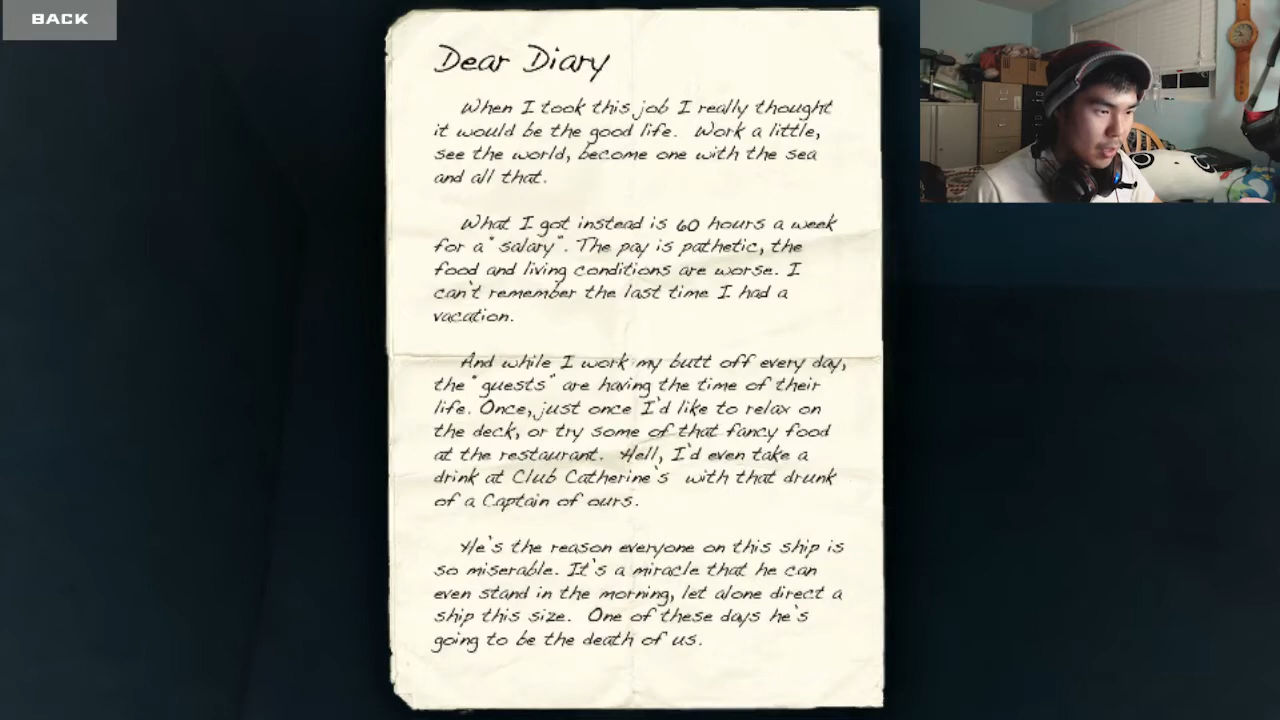 BACK
Dear Diary
When I took this job I really thought
it would be the good life. Work a little,
see the world, become one with the sea
and all that.
What I got instead is 60 hours a week
for a "salary". The pay is pathetic, the
food and living conditions are worse. I
can't remember the last time I had a
vacation.
And while I work my butt off every day,
the "guests" are having the time of their
life. Once, just once I'd like to relax on
the deck, or try some of that fancy food
at the restaurant. Hell, I'd even take a
drink at Club Catherine's with that drunk
of a Captain of ours.
He's the reason everyone on this ship is
so miserable. It's a miracle that he can
even stand in the morning, let alone direct a
ship this size. One of these days he's
going to be the death of us.